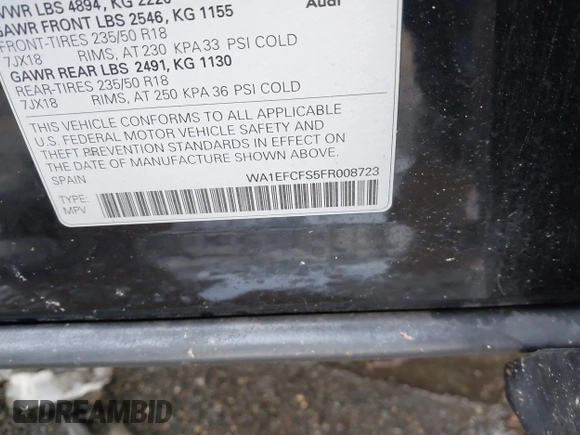 GAWR FRONT LBS 2546, KG 1155
FRONT-TIRES 235/50 R18
7JX18 RIMS, AT 230 KPA 33 PSI COLD
GAWR REAR LBS 2491, KG 1130
REAR-TIRES 235/50 R18
7JX18 RIMS, AT 250 KPA 36 PSI COLD
THIS VEHICLE CONFORMS TO ALL APPLICABLE
U.S. FEDERAL MOTOR VEHICLE SAFETY AND
THEFT PREVENTION STANDARDS IN EFFECT ON
THE DATE OF MANUFACTURE SHOWN ABOVE.
SPAIN WA1EFCFS5FR008723
TYPE:
MPV
DREAMBID